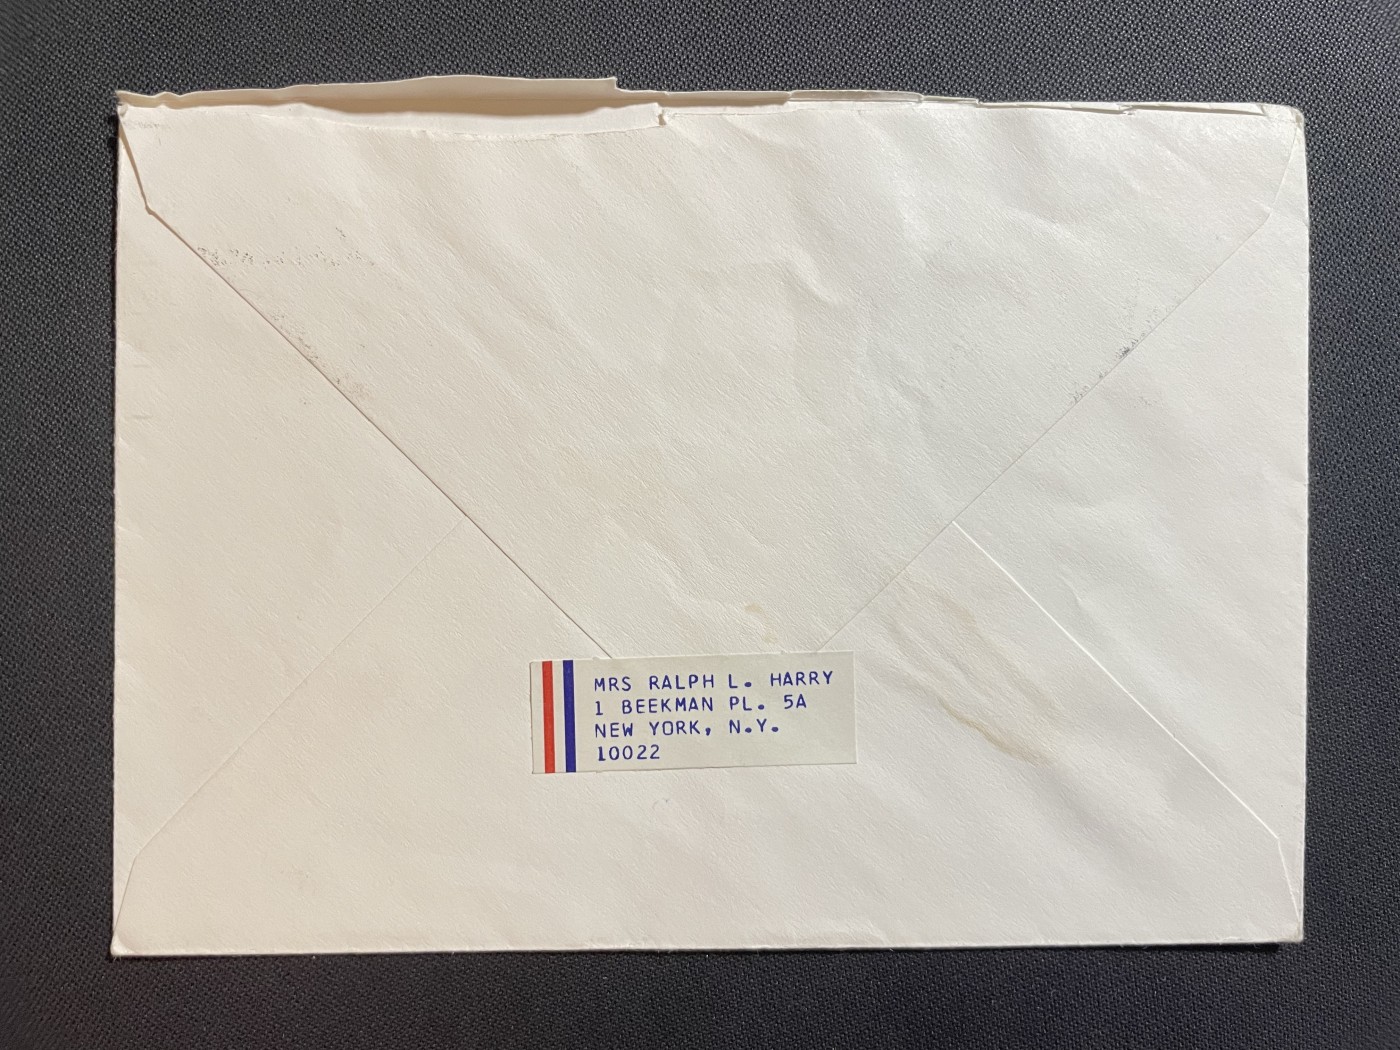 MRS RALPH L. HARRY
1 BEEKMAN PL. 5A
NEW YORK, N.Y.
10022